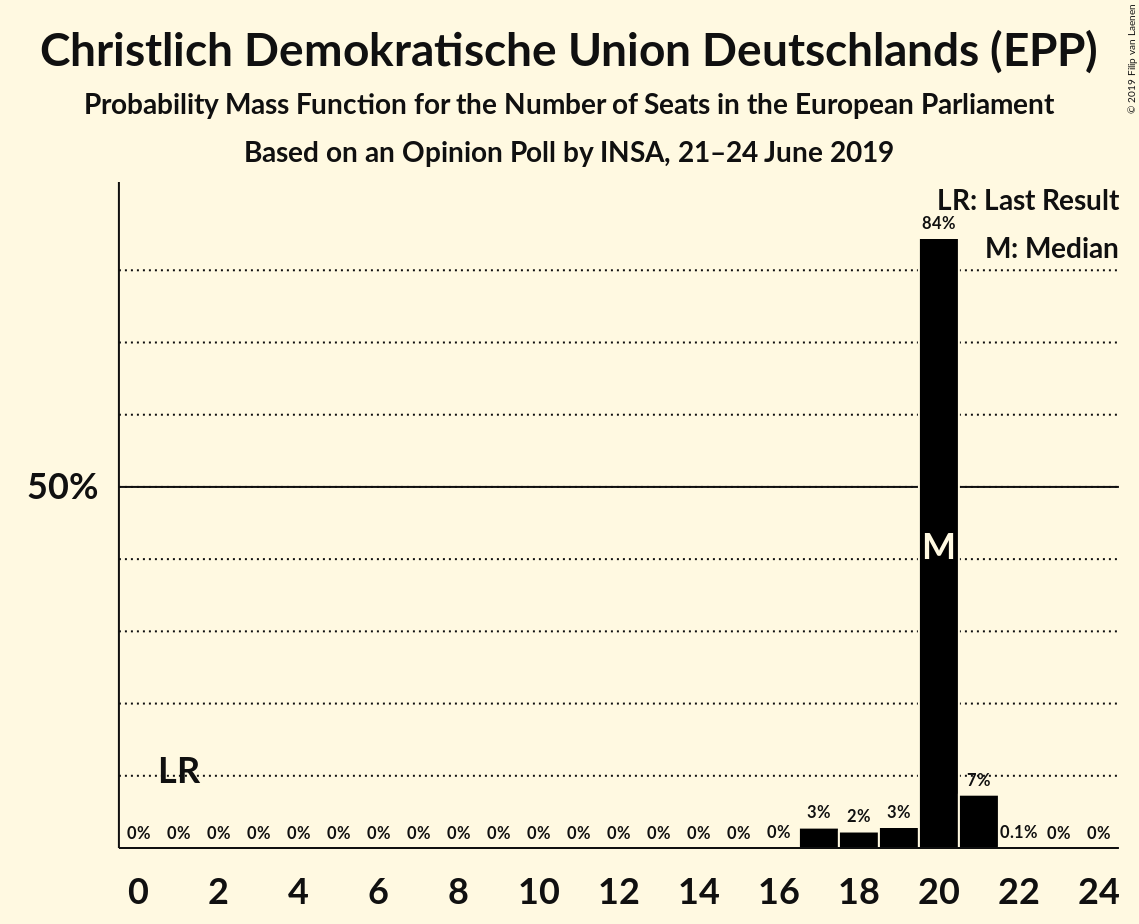 Christlich Demokratische Union Deutschlands (EPP)
Probability Mass Function for the Number of Seats in the European Parliament
Based on an Opinion Poll by INSA, 21–24 June 2019
© 2019 Filip van Laenen
LR: Last Result
84%
M: Median
50%
M
LR
7%
3% 2% 3%
0% 0% 0% 0% 0% 0% 0% 0% 0% 0% 0% 0% 0% 0% 0% 0% 0% 0.1% 0% 0%
0 2 4 6 8 10 12 14 16 18 20 22 24